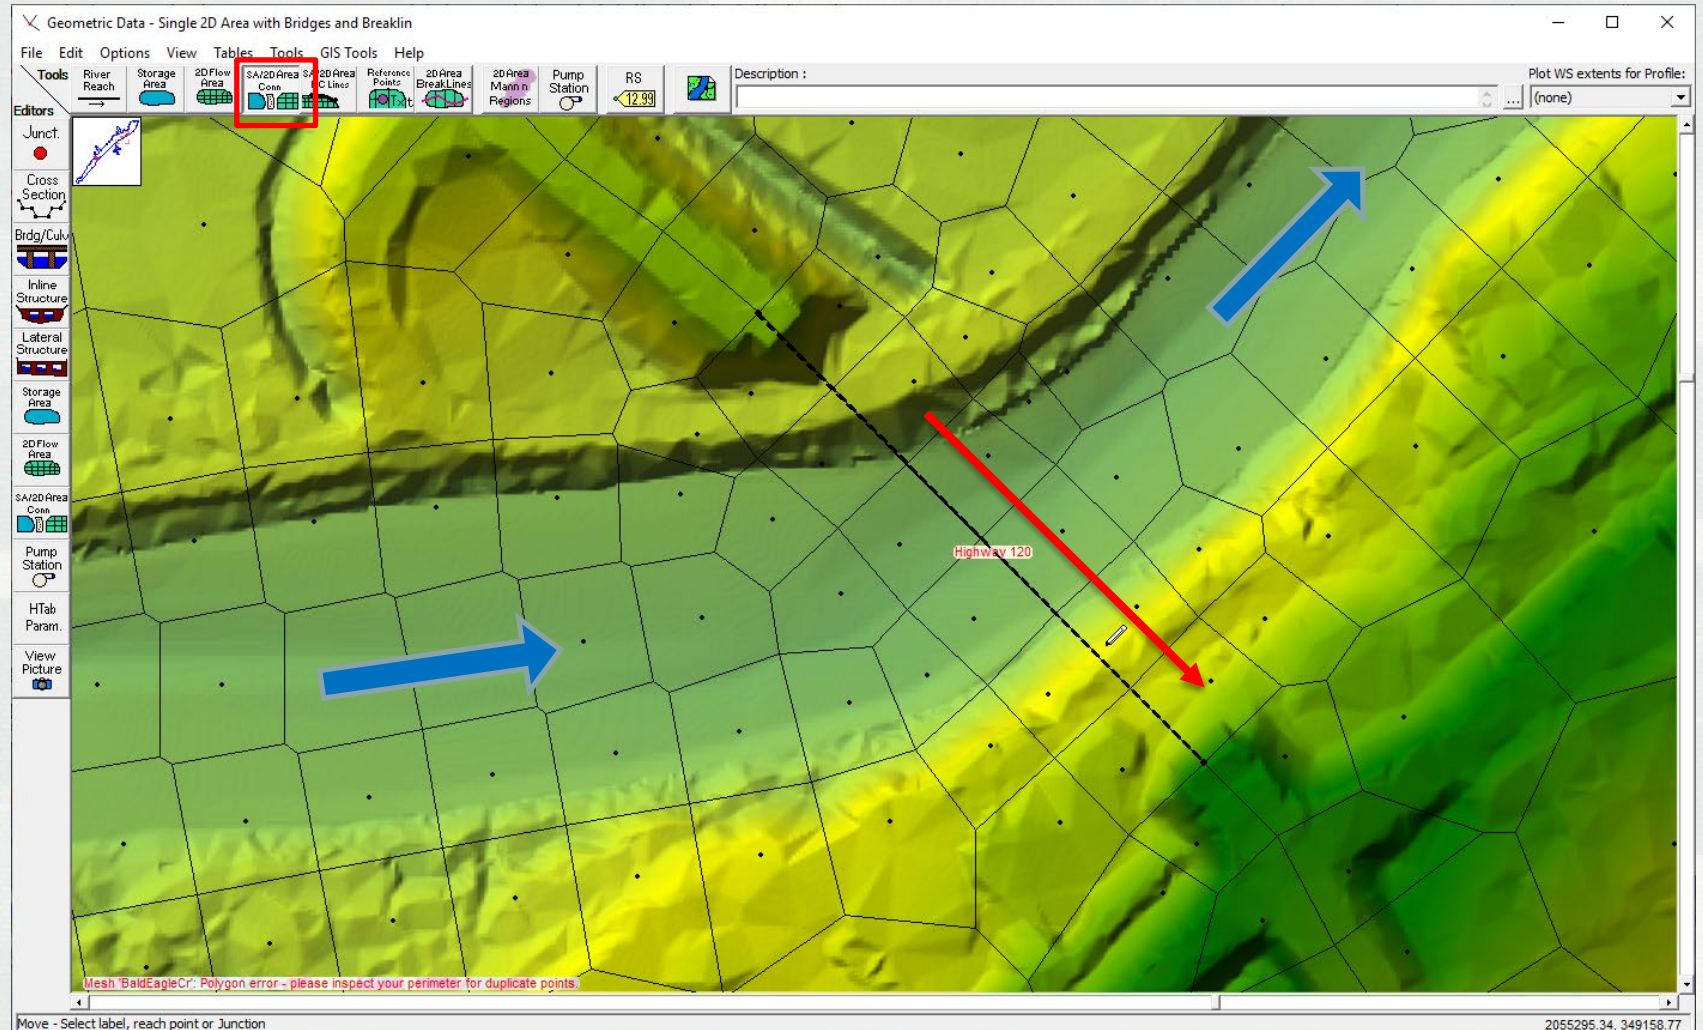 Geometric Data - Single 2D Area with Bridges and Breaklin
File Edit Options View Tables Tools GIS Tools Help
Tools
Editors
River
Reach
Storage
Area
2D Flow
Area
SA/2D Area
Conn
SA/2D Area
BC Lines
Reference
Points
2D Area
BreakLines
2D Area
Mann n
Regions
Pump
Station
RS
12.99
Description :
...
Plot WS extents for Profile:
(none)
Junct.
Cross
Section
Brdg/Culv
Inline
Structure
Lateral
Structure
Storage
Area
2D Flow
Area
SA/2D Area
Conn
Pump
Station
HTab
Param.
View
Picture
Highway 120
Mesh 'BaldEagleCr': Polygon error - please inspect your perimeter for duplicate points.
Move - Select label, reach point or Junction
2055295.34, 349158.77